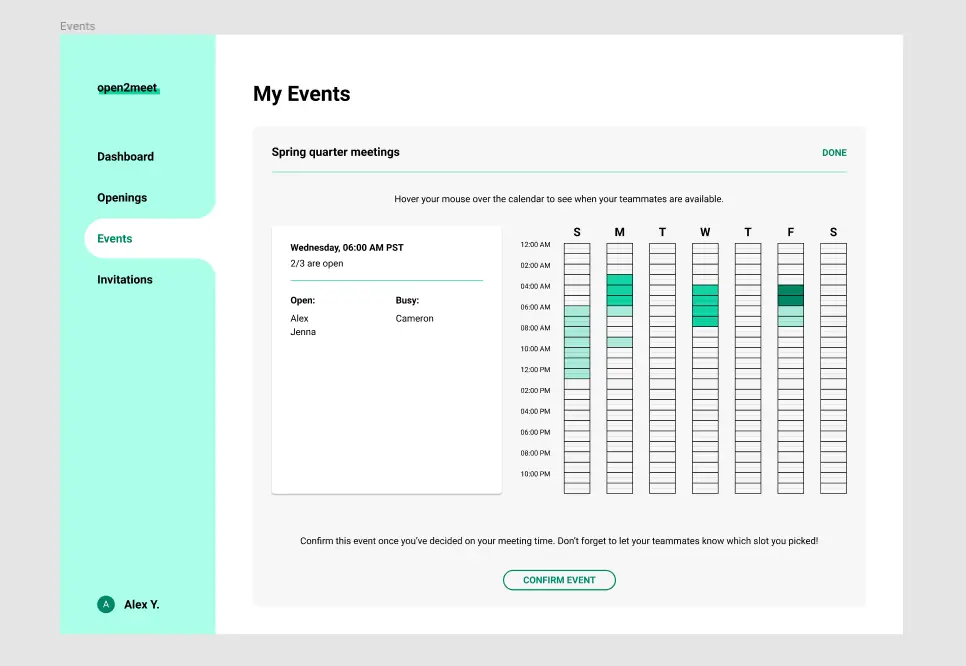 Events
open2meet
Dashboard
Openings
Events
Invitations
A Alex Y.
My Events
Spring quarter meetings DONE
Hover your mouse over the calendar to see when your teammates are available.
Wednesday, 06:00 AM PST
2/3 are open
Open: Busy:
Alex Cameron
Jenna
S M T W T F S
12:00 AM
02:00 AM
04:00 AM
06:00 AM
08:00 AM
10:00 AM
12:00 PM
02:00 PM
04:00 PM
06:00 PM
08:00 PM
10:00 PM
Confirm this event once you've decided on your meeting time. Don't forget to let your teammates know which slot you picked!
CONFIRM EVENT